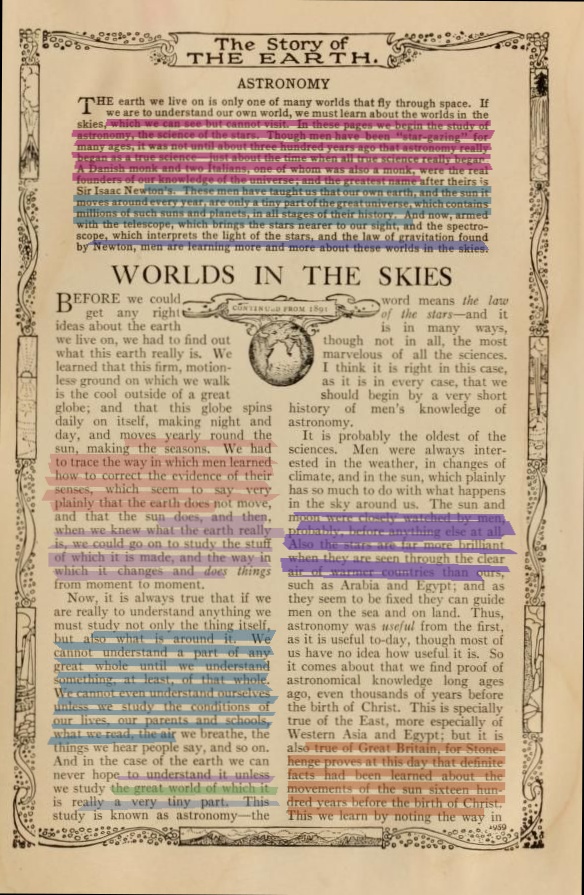 The Story of
THE EARTH.
ASTRONOMY
THE earth we live on is only one of many worlds that fly through space. If
we are to understand our own world, we must learn about the worlds in the
skies, which we can see but cannot visit. In these pages we begin the study of
astronomy, the science of the stars. Though men have been "star-gazing" for
many ages, it was not until about three hundred years ago that astronomy really
began as a true science—just about the time when all true science really began.
A Danish monk and two Italians, one of whom was also a monk, were the real
founders of our knowledge of the universe; and the greatest name after theirs is
Sir Isaac Newton's. These men have taught us that our own earth, and the sun it
moves around every year, are only a tiny part of the great universe, which contains
millions of such suns and planets, in all stages of their history. And now, armed
with the telescope, which brings the stars nearer to our sight, and the spectro-
scope, which interprets the light of the stars, and the law of gravitation found
by Newton, men are learning more and more about these worlds in the skies.
WORLDS IN THE SKIES
CONTINUED FROM 1891
BEFORE we could
get any right
ideas about the earth
we live on, we had to find out
what this earth really is. We
learned that this firm, motion-
less ground on which we walk
is the cool outside of a great
globe; and that this globe spins
daily on itself, making night and
day, and moves yearly round the
sun, making the seasons. We had
to trace the way in which men learned
how to correct the evidence of their
senses, which seem to say very
plainly that the earth does not move,
and that the sun does, and then,
when we knew what the earth really
is, we could go on to study the stuff
of which it is made, and the way in
which it changes and does things
from moment to moment.
Now, it is always true that if we
are really to understand anything we
must study not only the thing itself,
but also what is around it. We
cannot understand a part of any
great whole until we understand
something, at least, of that whole.
We cannot even understand ourselves
unless we study the conditions of
our lives, our parents and schools,
what we read, the air we breathe, the
things we hear people say, and so on.
And in the case of the earth we can
never hope to understand it unless
we study the great world of which it
is really a very tiny part. This
study is known as astronomy—the
word means the law
of the stars—and it
is in many ways,
though not in all, the most
marvelous of all the sciences.
I think it is right in this case,
as it is in every case, that we
should begin by a very short
history of men's knowledge of
astronomy.
It is probably the oldest of the
sciences. Men were always inter-
ested in the weather, in changes of
climate, and in the sun, which plainly
has so much to do with what happens
in the sky around us. The sun and
moon were closely watched by men,
probably, before anything else at all.
Also the stars are far more brilliant
when they are seen through the clear
air of warmer countries than ours,
such as Arabia and Egypt; and as
they seem to be fixed they can guide
men on the sea and on land. Thus,
astronomy was useful from the first,
as it is useful to-day, though most of
us have no idea how useful it is. So
it comes about that we find proof of
astronomical knowledge long ages
ago, even thousands of years before
the birth of Christ. This is specially
true of the East, more especially of
Western Asia and Egypt; but it is
also true of Great Britain, for Stone-
henge proves at this day that definite
facts had been learned about the
movements of the sun sixteen hun-
dred years before the birth of Christ.
This we learn by noting the way in
1959